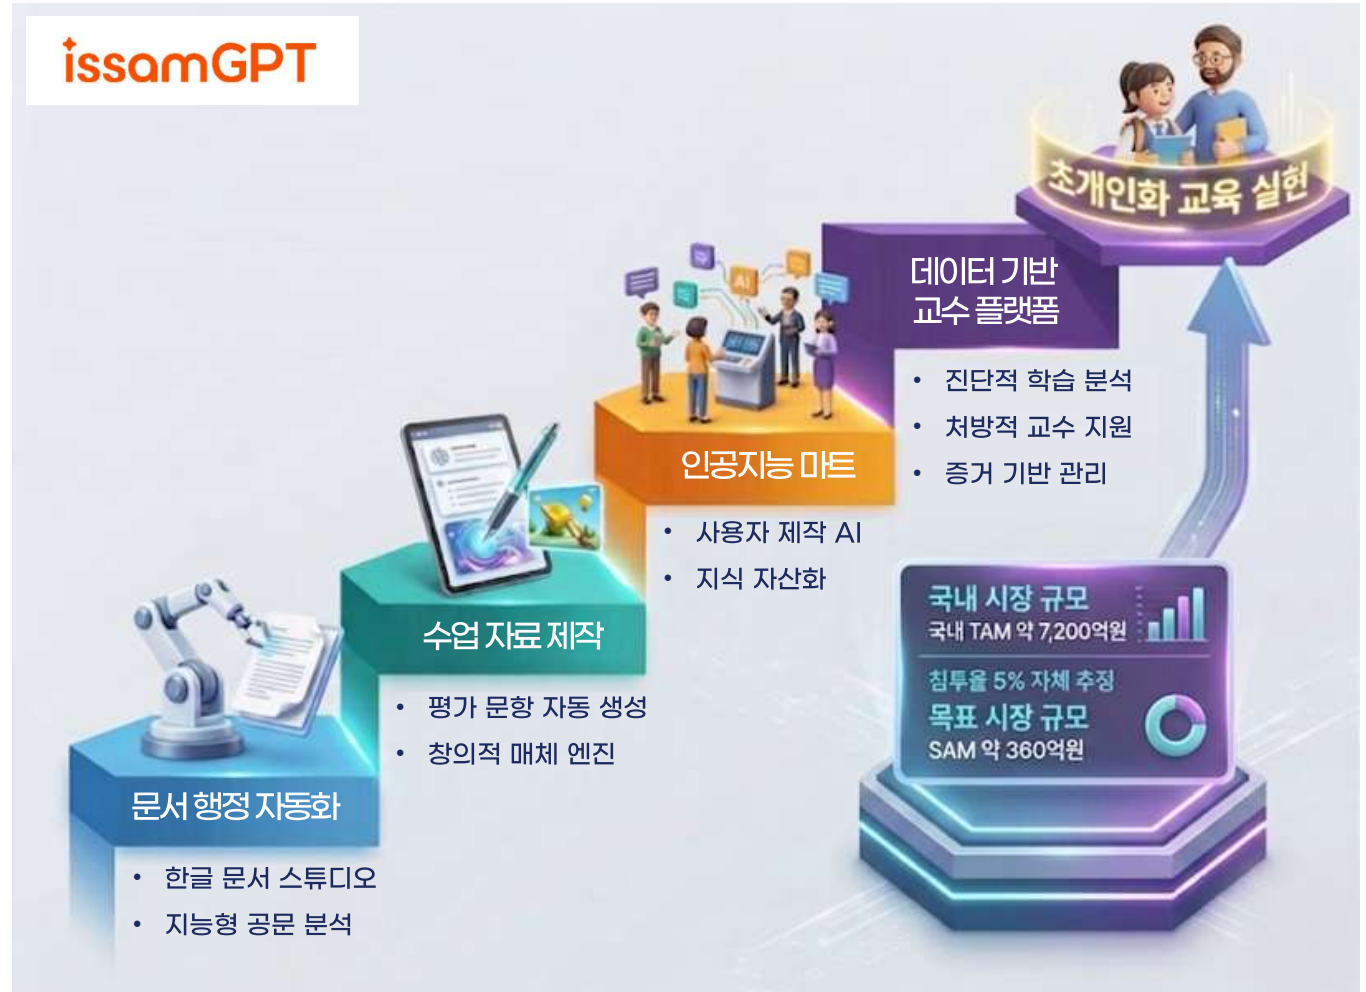 issamGPT
초개인화 교육 실현
데이터 기반
교수 플랫폼
• 진단적 학습 분석
• 처방적 교수 지원
• 증거 기반 관리
AI
인공지능 마트
• 사용자 제작 AI
• 지식 자산화
수업 자료 제작
• 평가 문항 자동 생성
• 창의적 매체 엔진
문서 행정 자동화
• 한글 문서 스튜디오
• 지능형 공문 분석
국내 시장 규모
국내 TAM 약 7,200억원
침투율 5% 자체 추정
목표 시장 규모
SAM 약 360억원